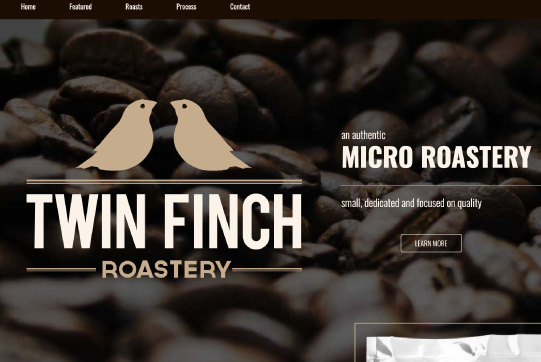 Home Featured Roasts Process Contact
an authentic
MICRO ROASTERY
TWIN FINCH
small, dedicated and focused on quality
LEARN MORE
ROASTERY